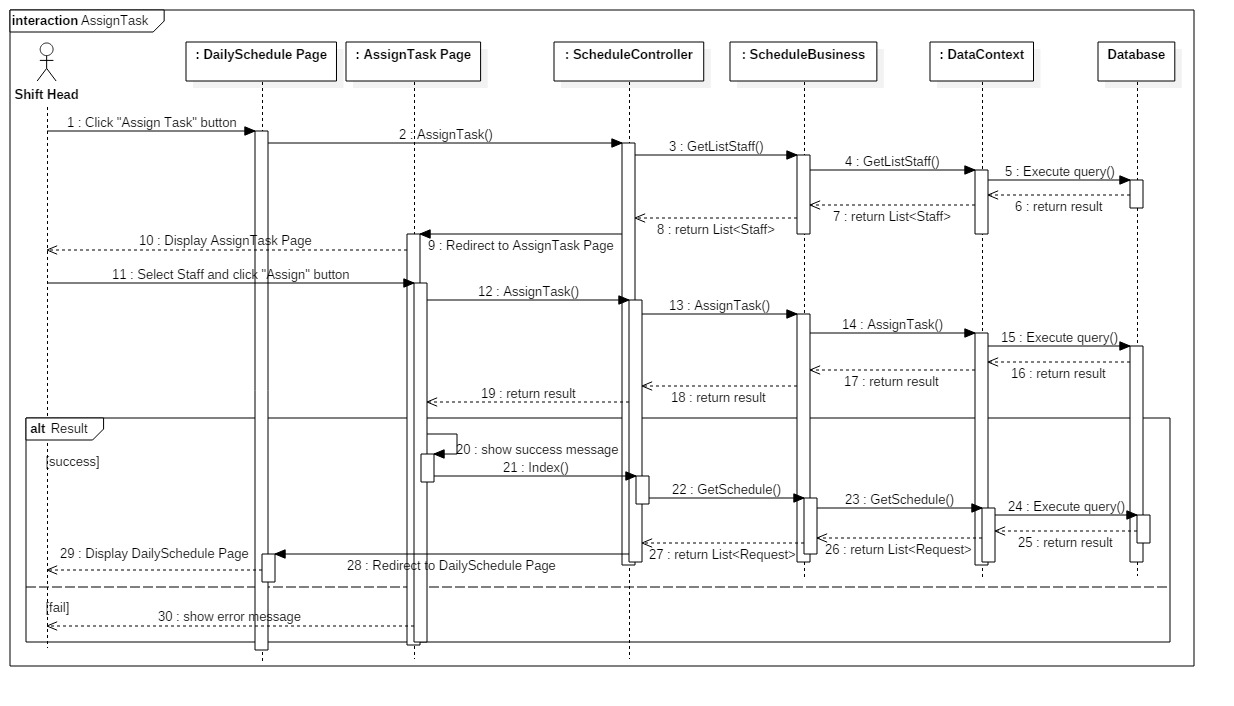 interaction AssignTask
Shift Head
: DailySchedule Page
: AssignTask Page
: ScheduleController
: ScheduleBusiness
: DataContext
Database
1 : Click "Assign Task" button
2 : AssignTask()
3 : GetListStaff()
4 : GetListStaff()
5 : Execute query()
6 : return result
7 : return List<Staff>
8 : return List<Staff>
9 : Redirect to AssignTask Page
10 : Display AssignTask Page
11 : Select Staff and click "Assign" button
12 : AssignTask()
13 : AssignTask()
14 : AssignTask()
15 : Execute query()
16 : return result
17 : return result
18 : return result
19 : return result
alt Result
[success]
20 : show success message
21 : Index()
22 : GetSchedule()
23 : GetSchedule()
24 : Execute query()
25 : return result
26 : return List<Request>
27 : return List<Request>
28 : Redirect to DailySchedule Page
29 : Display DailySchedule Page
[fail]
30 : show error message